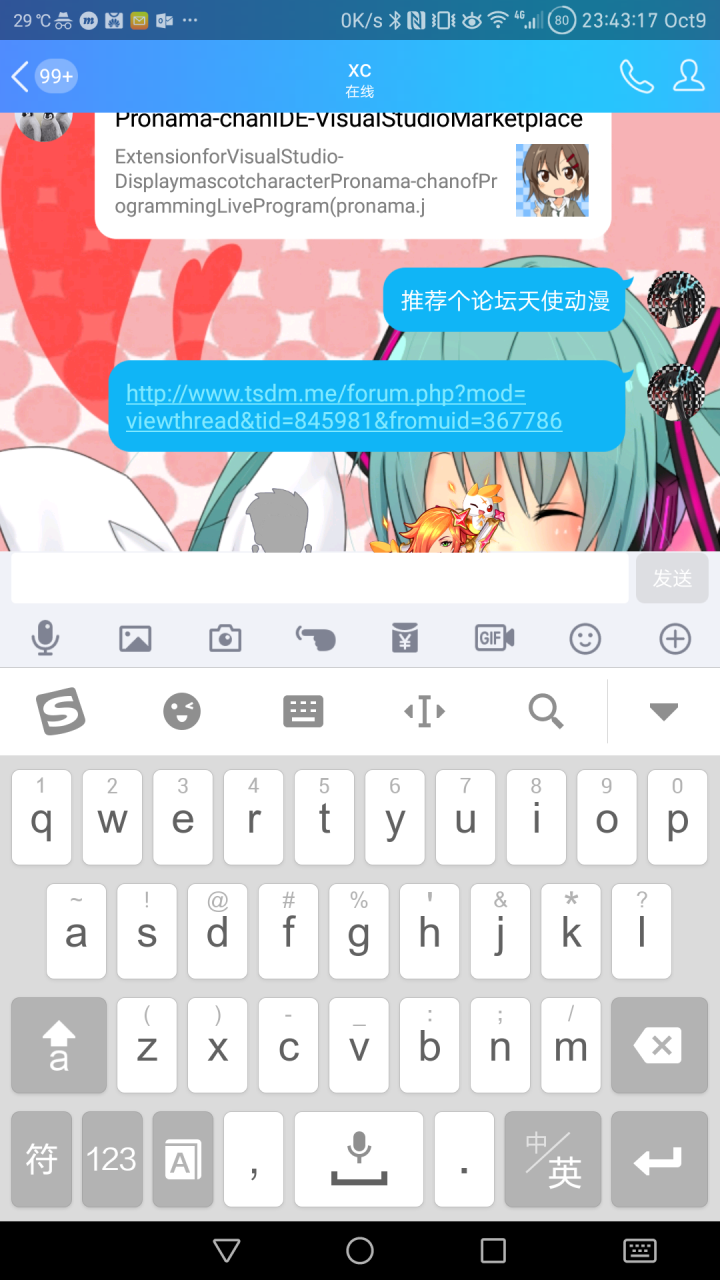 29℃
0K/s
4G
80
23:43:17 Oct9
99+
xc
在线
Pronama-chanIDE-VisualStudioMarketplace
ExtensionforVisualStudio-
DisplaymascotcharacterPronama-chanofPr
ogrammingLiveProgram(pronama.j
推荐个论坛天使动漫
http://www.tsdm.me/forum.php?mod=
viewthread&tid=845981&fromuid=367786
发送
GIF
1 2 3 4 5 6 7 8 9 0
q w e r t y u i o p
~ ! @ # % ' & * ?
a s d f g h j k l
( ) - _ : ; /
a z x c v b n m
符 123 A , . 中/英